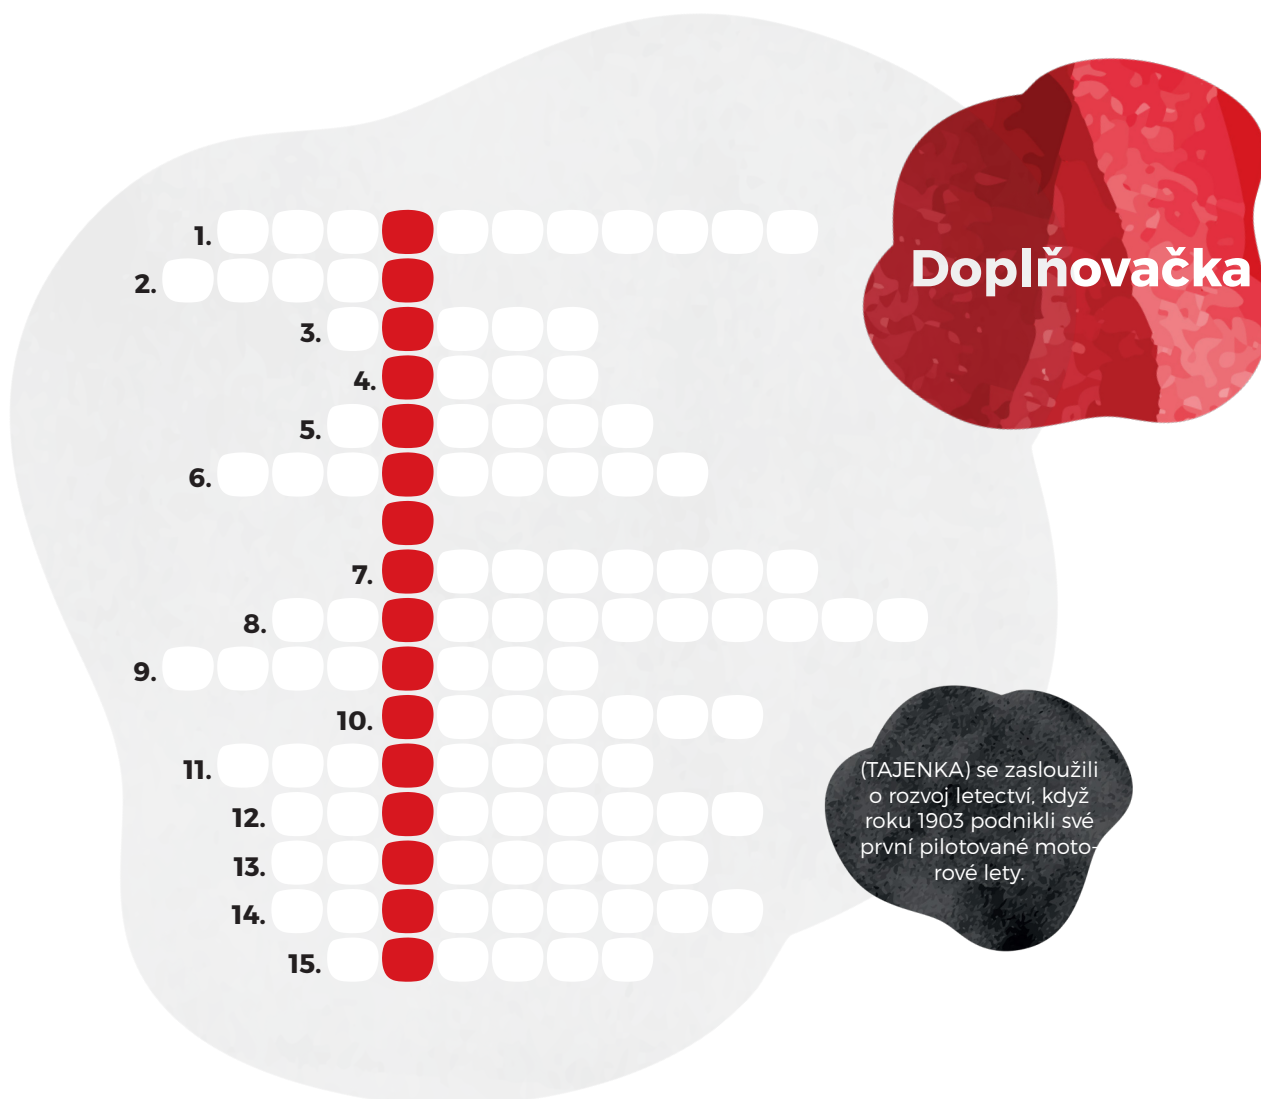 Doplňovačka
1.
2.
3.
4.
5.
6.
7.
8.
9.
10.
11.
12.
13.
14.
15.
(TAJENKA) se zasloužili
o rozvoj letectví, když
roku 1903 podnikli své
první pilotované moto-
rové lety.